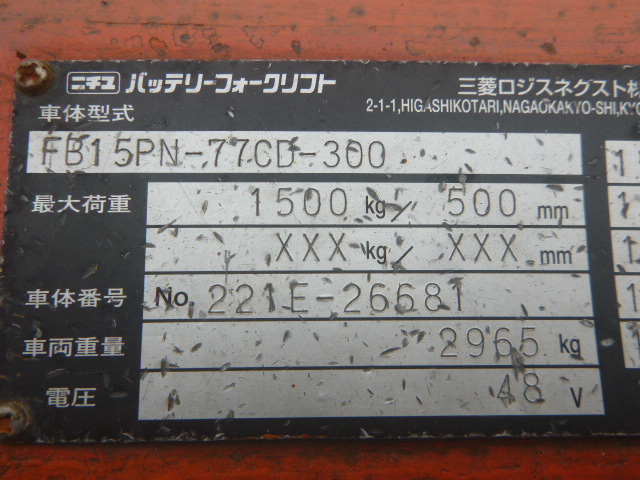 ニチユ バッテリーフォークリフト 三菱ロジスネクスト株
2-1-1,HIGASHIKOTARI,NAGAOKAKYO-SHI,KYO
車体型式
FB15PN-77CD-300
最大荷重 1500 kg/ 500 mm
XXX kg/ XXX mm
車体番号 No. 221E-26681
車両重量 2965 kg
電圧 48 V